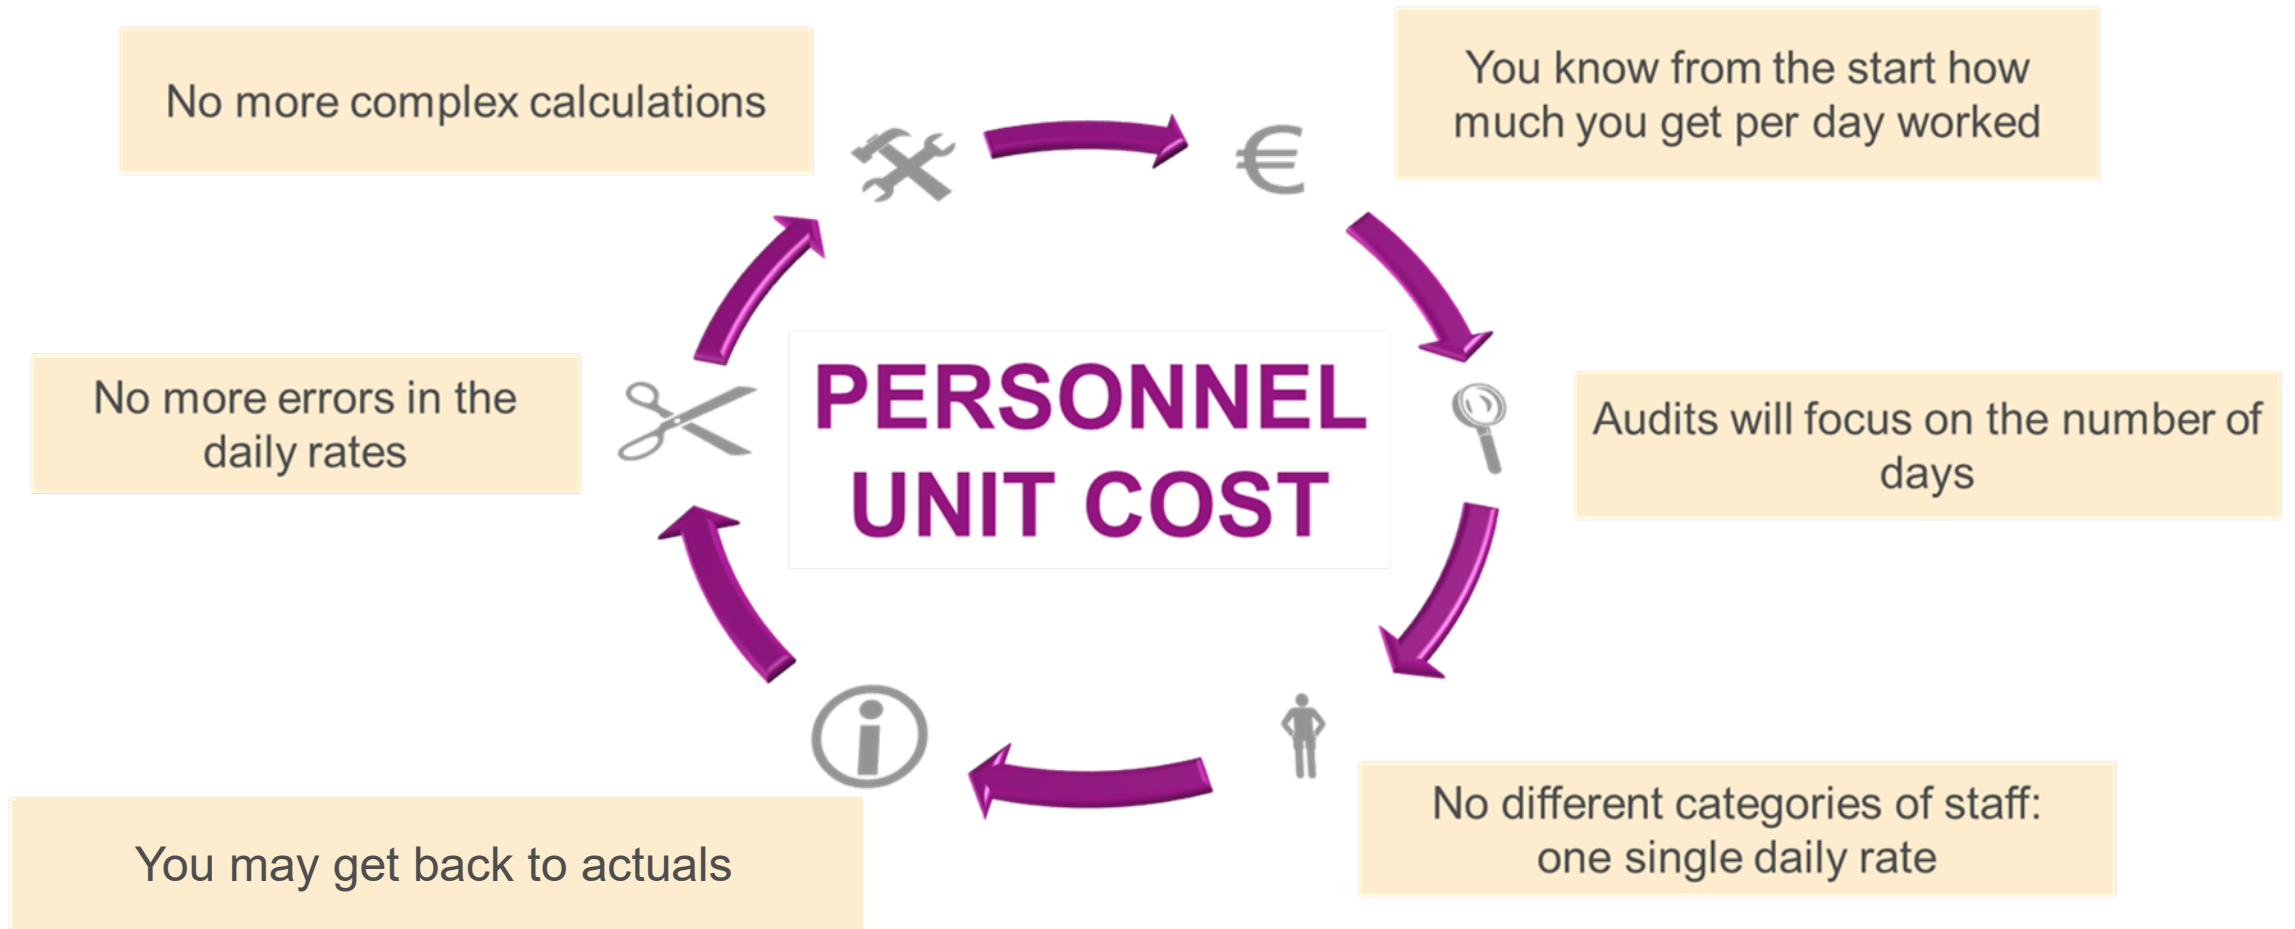 No more complex calculations
You know from the start how
much you get per day worked
No more errors in the
daily rates
PERSONNEL
UNIT COST
Audits will focus on the number of
days
You may get back to actuals
No different categories of staff:
one single daily rate